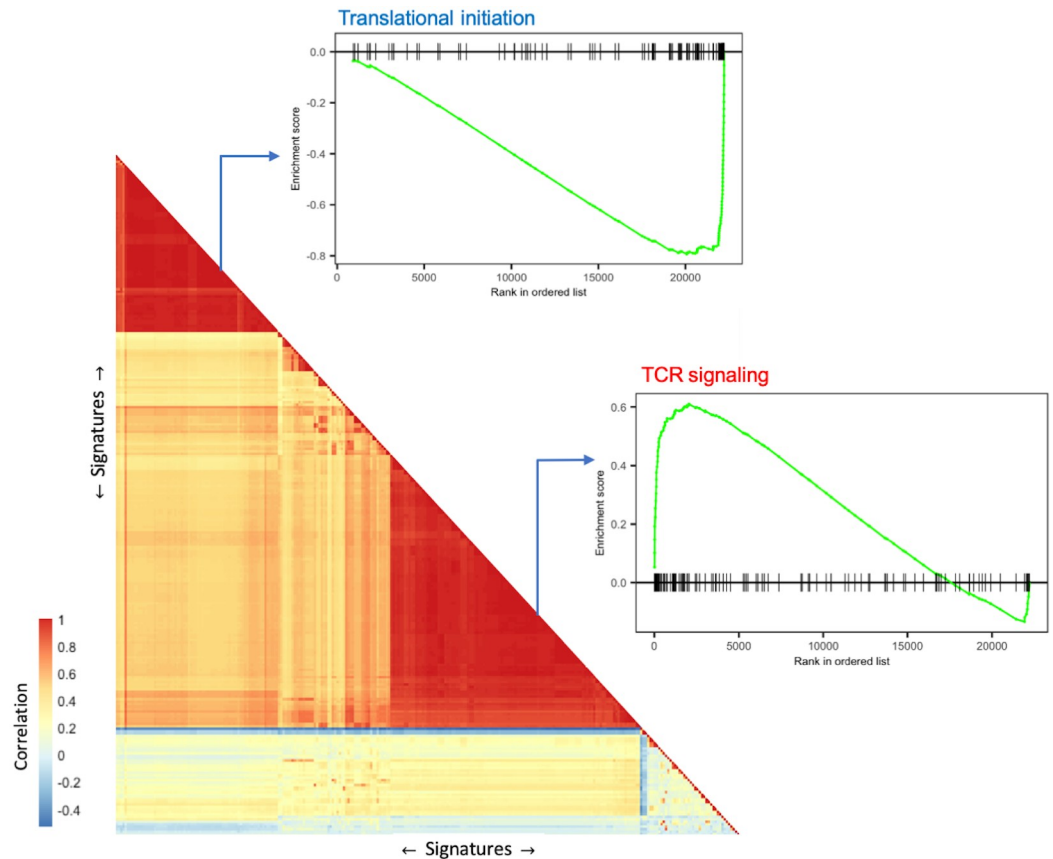 Translational initiation
0.0
-0.2
-0.4
-0.6
-0.8
Enrichment score
0 5000 10000 15000 20000
Rank in ordered list
TCR signaling
0.6
0.4
0.2
0.0
Enrichment score
0 5000 10000 15000 20000
Rank in ordered list
← Signatures →
Correlation
1
0.8
0.6
0.4
0.2
0
-0.2
-0.4
← Signatures →